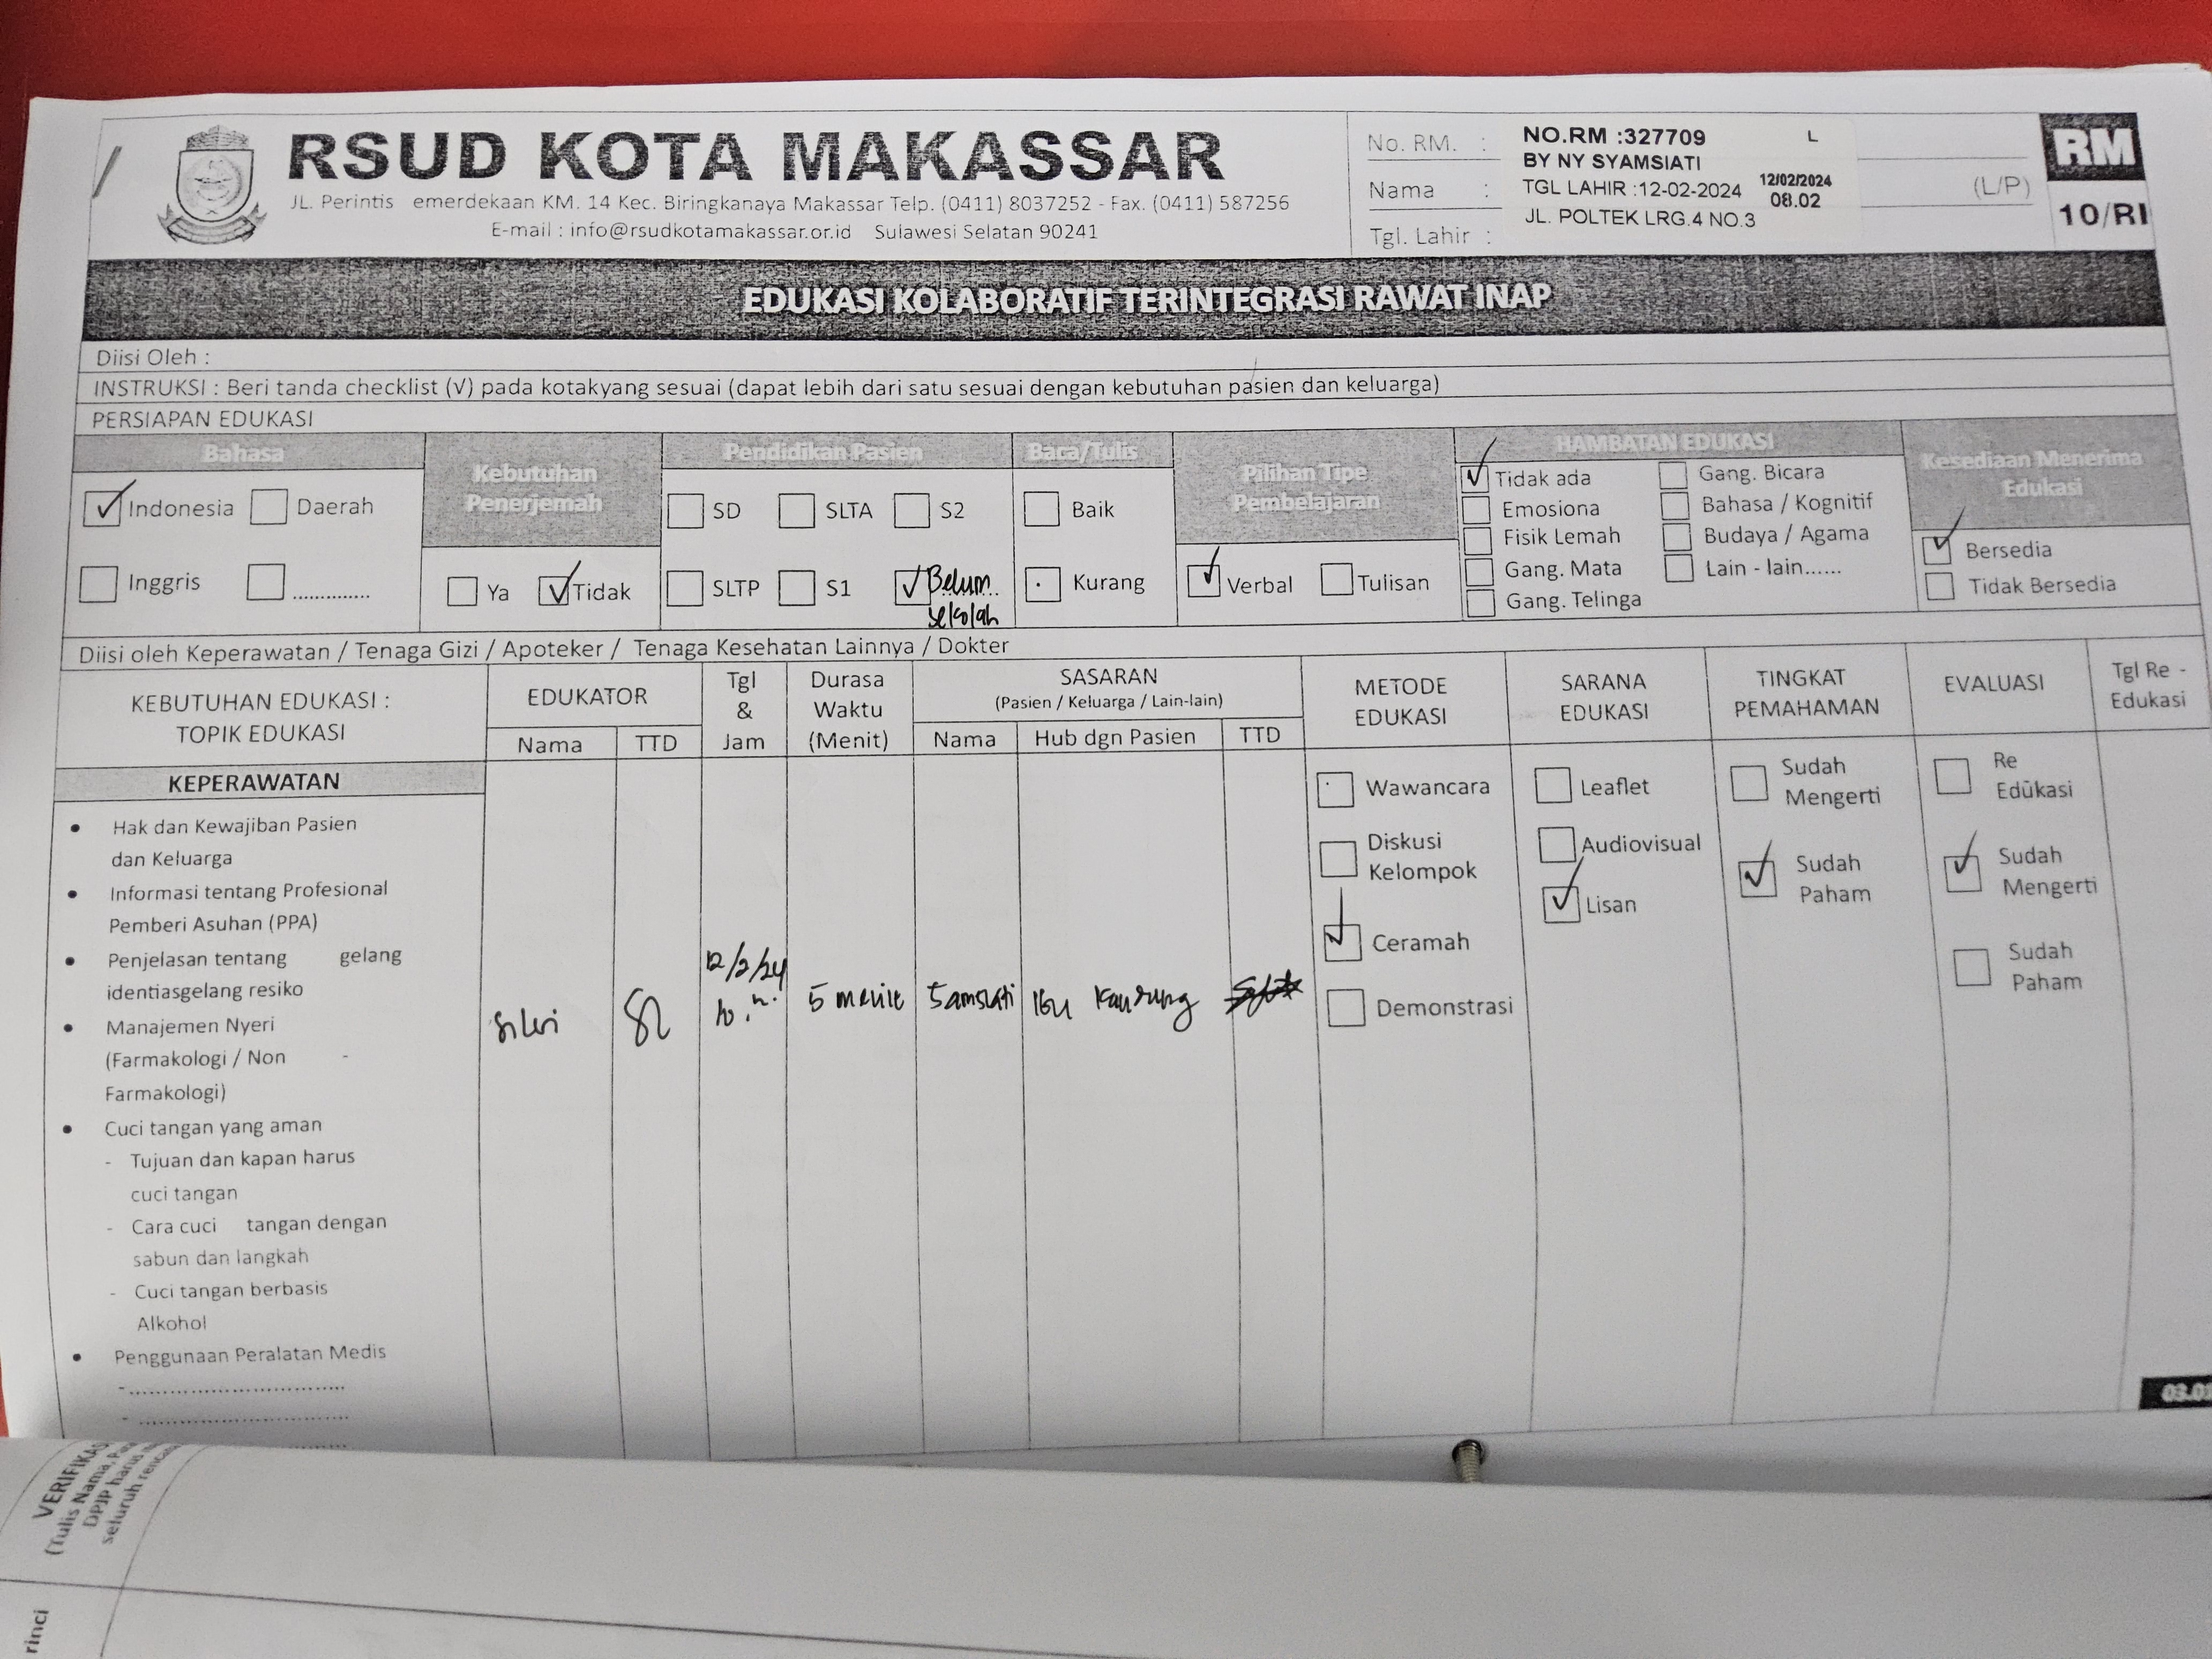 RSUD KOTA MAKASSAR
JL. Perintis emerdekaan KM. 14 Kec. Biringkanaya Makassar Telp. (0411) 8037252 - Fax. (0411) 587256
E-mail : info@rsudkotamakassar.or.id Sulawesi Selatan 90241
No. RM. :
Nama :
Tgl. Lahir :
NO.RM :327709 L
BY NY SYAMSIATI
TGL LAHIR :12-02-2024 12/02/2024 08.02
JL. POLTEK LRG.4 NO.3
(L/P)
RM
10/RI
EDUKASI KOLABORATIF TERINTEGRASI RAWAT INAP
Diisi Oleh :
INSTRUKSI : Beri tanda checklist (√) pada kotakyang sesuai (dapat lebih dari satu sesuai dengan kebutuhan pasien dan keluarga)
PERSIAPAN EDUKASI
Bahasa
✓ Indonesia Daerah
Inggris ..............
Kebutuhan
Penerjemah
Ya ✓ Tidak
Pendidikan Pasien
SD SLTA S2
SLTP S1 ✓ Belum
sekolah
Baca/Tulis
Baik
Kurang
Pilihan Tipe
Pembelajaran
✓ Verbal Tulisan
HAMBATAN EDUKASI
✓ Tidak ada Gang. Bicara
Emosiona Bahasa / Kognitif
Fisik Lemah Budaya / Agama
Gang. Mata Lain - lain......
Gang. Telinga
Kesediaan Menerima
Edukasi
✓ Bersedia
Tidak Bersedia
Diisi oleh Keperawatan / Tenaga Gizi / Apoteker / Tenaga Kesehatan Lainnya / Dokter
KEBUTUHAN EDUKASI :
TOPIK EDUKASI
EDUKATOR
Nama TTD
Tgl
&
Jam
Durasa
Waktu
(Menit)
SASARAN
(Pasien / Keluarga / Lain-lain)
Nama Hub dgn Pasien TTD
METODE
EDUKASI
SARANA
EDUKASI
TINGKAT
PEMAHAMAN
EVALUASI
Tgl Re -
Edukasi
KEPERAWATAN
• Hak dan Kewajiban Pasien
dan Keluarga
• Informasi tentang Profesional
Pemberi Asuhan (PPA)
• Penjelasan tentang gelang
identiasgelang resiko
• Manajemen Nyeri
(Farmakologi / Non -
Farmakologi)
• Cuci tangan yang aman
- Tujuan dan kapan harus
cuci tangan
- Cara cuci tangan dengan
sabun dan langkah
- Cuci tangan berbasis
Alkohol
• Penggunaan Peralatan Medis
- ..................................
- ..................................
12/2/24
5 menit
Samsiati
Ibu Kandung
Wawancara
Diskusi
Kelompok
✓ Ceramah
Demonstrasi
Leaflet
Audiovisual
✓ Lisan
Sudah
Mengerti
✓ Sudah
Paham
Re
Edukasi
✓ Sudah
Mengerti
Sudah
Paham
VERIFIKAS
(Tulis Nama, Par
DPJP harus
seluruh renca
rinci